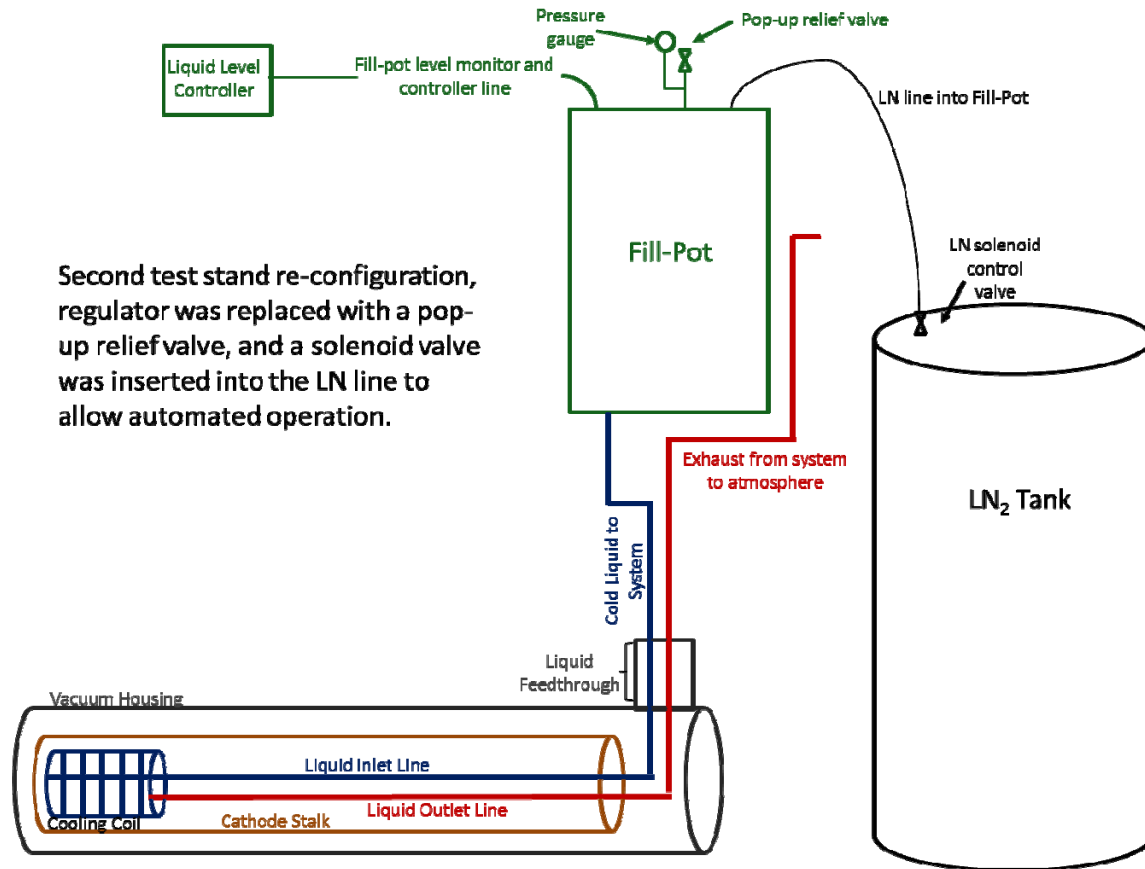 Pressure
gauge
Pop-up relief valve
Liquid Level
Controller
Fill-pot level monitor and
controller line
LN line into Fill-Pot
Fill-Pot
LN solenoid
control
valve
Second test stand re-configuration,
regulator was replaced with a pop-
up relief valve, and a solenoid valve
was inserted into the LN line to
allow automated operation.
Exhaust from system
to atmosphere
LN₂ Tank
Cold Liquid to
System
Liquid
Feedthrough
Vacuum Housing
Liquid Inlet Line
Liquid Outlet Line
Cooling Coil
Cathode Stalk